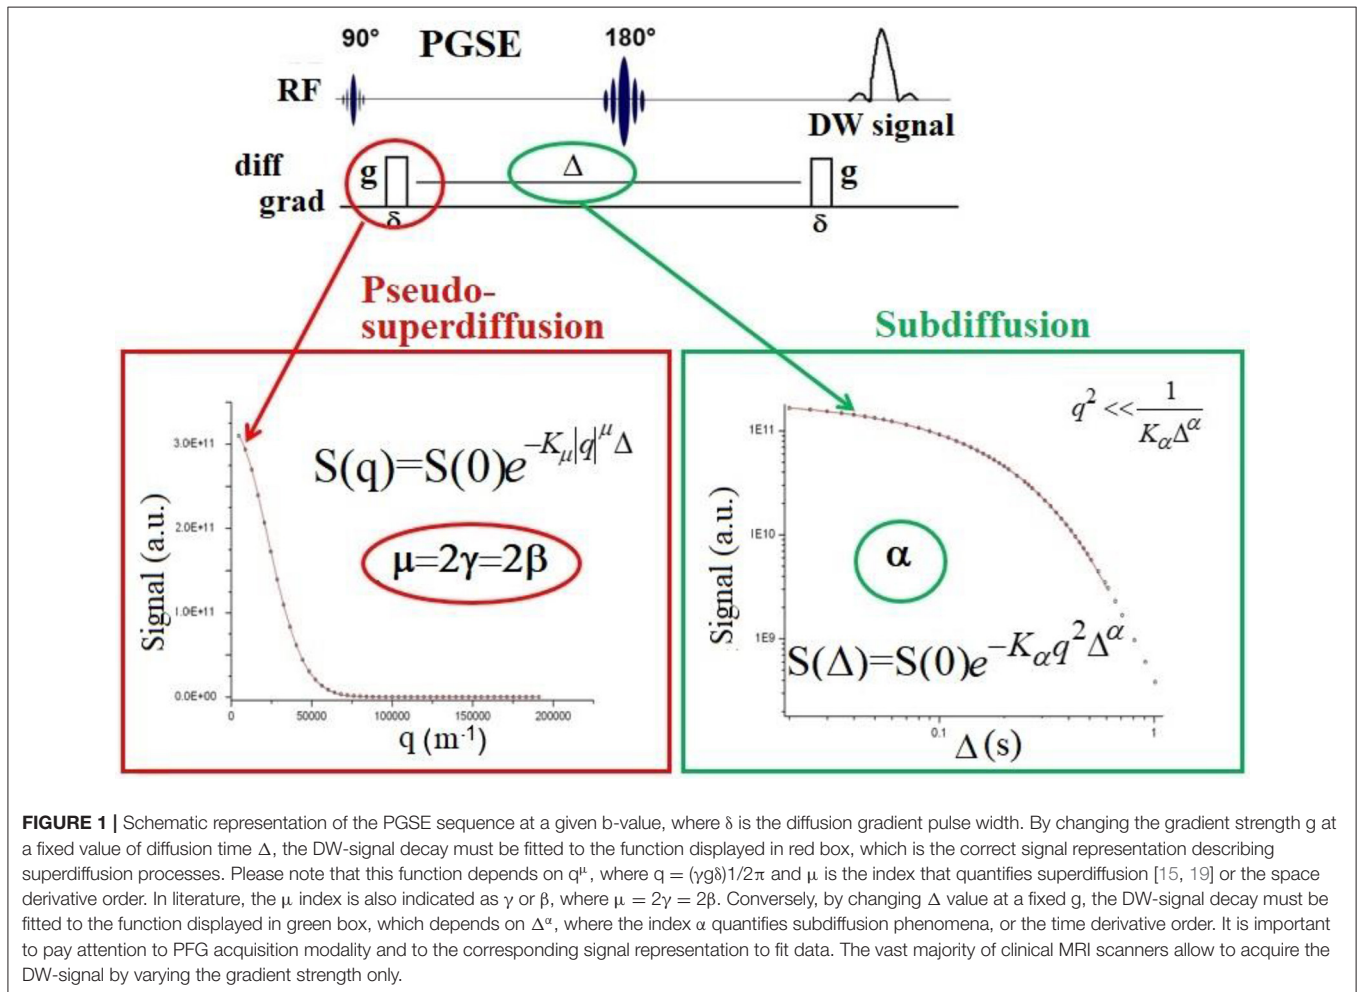 90° PGSE 180°
RF
DW signal
diff
grad
g
Δ
g
δ
δ
Pseudo-
superdiffusion
Subdiffusion
3.0E+11
2.0E+11
1.0E+11
0.0E+00
0 50000 100000 150000 200000
Signal (a.u.)
q (m⁻¹)
S(q)=S(0)e^{-K_μ|q|^μ Δ}
μ=2γ=2β
q² << 1/(K_αΔ^α)
1E11
1E10
1E9
0.1 1
Signal (a.u.)
Δ (s)
α
S(Δ)=S(0)e^{-K_α q² Δ^α}
FIGURE 1 | Schematic representation of the PGSE sequence at a given b-value, where δ is the diffusion gradient pulse width. By changing the gradient strength g at
a fixed value of diffusion time Δ, the DW-signal decay must be fitted to the function displayed in red box, which is the correct signal representation describing
superdiffusion processes. Please note that this function depends on q^μ, where q = (γgδ)1/2π and μ is the index that quantifies superdiffusion [15, 19] or the space
derivative order. In literature, the μ index is also indicated as γ or β, where μ = 2γ = 2β. Conversely, by changing Δ value at a fixed g, the DW-signal decay must be
fitted to the function displayed in green box, which depends on Δ^α, where the index α quantifies subdiffusion phenomena, or the time derivative order. It is important
to pay attention to PFG acquisition modality and to the corresponding signal representation to fit data. The vast majority of clinical MRI scanners allow to acquire the
DW-signal by varying the gradient strength only.